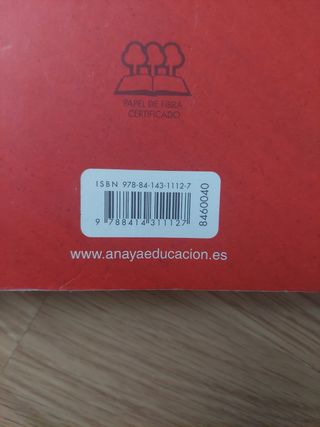 PAPEL DE FIBRA
CERTIFICADO
ISBN 978-84-143-1112-7
9 788414 311127
8460040
www.anayaeducacion.es